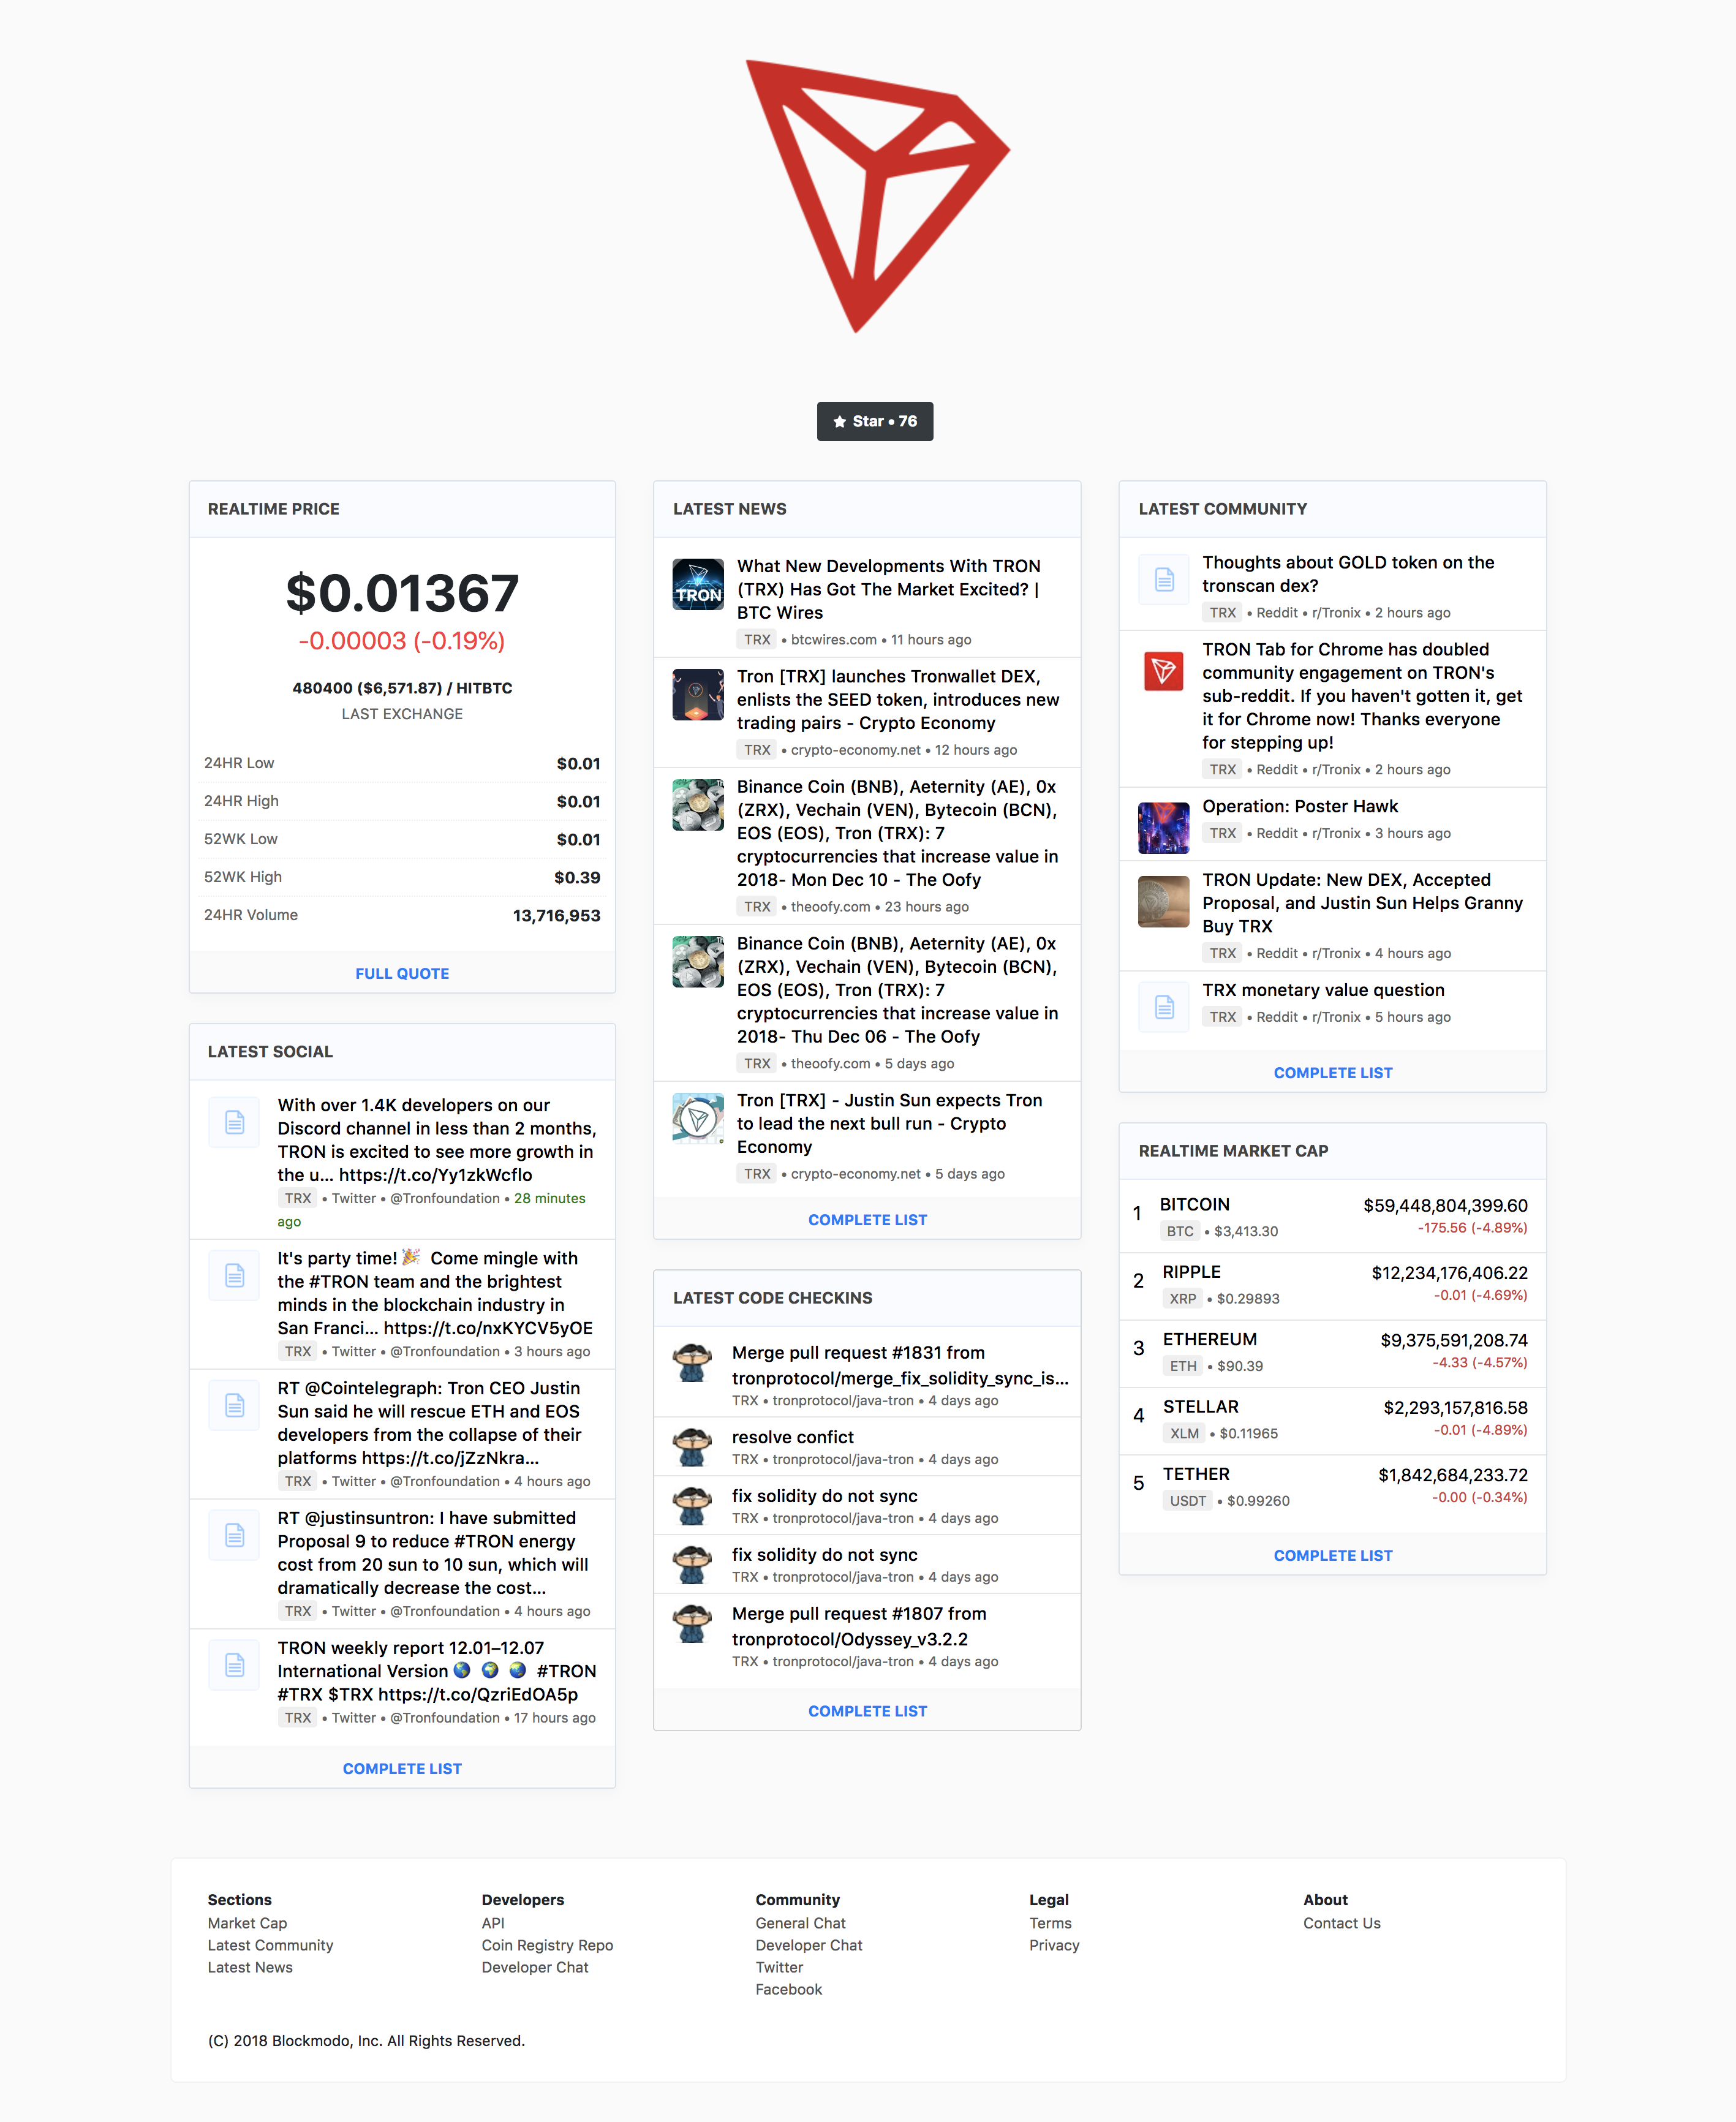 Star • 76
REALTIME PRICE
$0.01367
-0.00003 (-0.19%)
480400 ($6,571.87) / HITBTC
LAST EXCHANGE
24HR Low $0.01
24HR High $0.01
52WK Low $0.01
52WK High $0.39
24HR Volume 13,716,953
FULL QUOTE
LATEST SOCIAL
With over 1.4K developers on our
Discord channel in less than 2 months,
TRON is excited to see more growth in
the u... https://t.co/Yy1zkWcflo
TRX • Twitter • @Tronfoundation • 28 minutes
ago
It's party time!🎉 Come mingle with
the #TRON team and the brightest
minds in the blockchain industry in
San Franci... https://t.co/nxKYCV5yOE
TRX • Twitter • @Tronfoundation • 3 hours ago
RT @Cointelegraph: Tron CEO Justin
Sun said he will rescue ETH and EOS
developers from the collapse of their
platforms https://t.co/jZzNkra...
TRX • Twitter • @Tronfoundation • 4 hours ago
RT @justinsuntron: I have submitted
Proposal 9 to reduce #TRON energy
cost from 20 sun to 10 sun, which will
dramatically decrease the cost...
TRX • Twitter • @Tronfoundation • 4 hours ago
TRON weekly report 12.01–12.07
International Version🌎 🌍 🌏 #TRON
#TRX $TRX https://t.co/QzriEdOA5p
TRX • Twitter • @Tronfoundation • 17 hours ago
COMPLETE LIST
LATEST NEWS
TRON
What New Developments With TRON
(TRX) Has Got The Market Excited? |
BTC Wires
TRX • btcwires.com • 11 hours ago
Tron [TRX] launches Tronwallet DEX,
enlists the SEED token, introduces new
trading pairs - Crypto Economy
TRX • crypto-economy.net • 12 hours ago
Binance Coin (BNB), Aeternity (AE), 0x
(ZRX), Vechain (VEN), Bytecoin (BCN),
EOS (EOS), Tron (TRX): 7
cryptocurrencies that increase value in
2018- Mon Dec 10 - The Oofy
TRX • theoofy.com • 23 hours ago
Binance Coin (BNB), Aeternity (AE), 0x
(ZRX), Vechain (VEN), Bytecoin (BCN),
EOS (EOS), Tron (TRX): 7
cryptocurrencies that increase value in
2018- Thu Dec 06 - The Oofy
TRX • theoofy.com • 5 days ago
Tron [TRX] - Justin Sun expects Tron
to lead the next bull run - Crypto
Economy
TRX • crypto-economy.net • 5 days ago
COMPLETE LIST
LATEST CODE CHECKINS
Merge pull request #1831 from
tronprotocol/merge_fix_solidity_sync_is...
TRX • tronprotocol/java-tron • 4 days ago
resolve confict
TRX • tronprotocol/java-tron • 4 days ago
fix solidity do not sync
TRX • tronprotocol/java-tron • 4 days ago
fix solidity do not sync
TRX • tronprotocol/java-tron • 4 days ago
Merge pull request #1807 from
tronprotocol/Odyssey_v3.2.2
TRX • tronprotocol/java-tron • 4 days ago
COMPLETE LIST
LATEST COMMUNITY
Thoughts about GOLD token on the
tronscan dex?
TRX • Reddit • r/Tronix • 2 hours ago
TRON Tab for Chrome has doubled
community engagement on TRON's
sub-reddit. If you haven't gotten it, get
it for Chrome now! Thanks everyone
for stepping up!
TRX • Reddit • r/Tronix • 2 hours ago
Operation: Poster Hawk
TRX • Reddit • r/Tronix • 3 hours ago
TRON Update: New DEX, Accepted
Proposal, and Justin Sun Helps Granny
Buy TRX
TRX • Reddit • r/Tronix • 4 hours ago
TRX monetary value question
TRX • Reddit • r/Tronix • 5 hours ago
COMPLETE LIST
REALTIME MARKET CAP
1 BITCOIN $59,448,804,399.60
BTC • $3,413.30 -175.56 (-4.89%)
2 RIPPLE $12,234,176,406.22
XRP • $0.29893 -0.01 (-4.69%)
3 ETHEREUM $9,375,591,208.74
ETH • $90.39 -4.33 (-4.57%)
4 STELLAR $2,293,157,816.58
XLM • $0.11965 -0.01 (-4.89%)
5 TETHER $1,842,684,233.72
USDT • $0.99260 -0.00 (-0.34%)
COMPLETE LIST
Sections
Market Cap
Latest Community
Latest News
Developers
API
Coin Registry Repo
Developer Chat
Community
General Chat
Developer Chat
Twitter
Facebook
Legal
Terms
Privacy
About
Contact Us
(C) 2018 Blockmodo, Inc. All Rights Reserved.